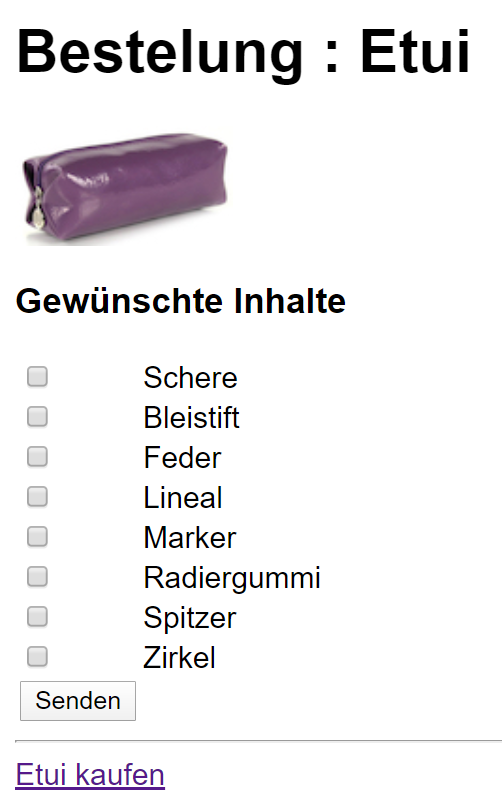 Bestelung : Etui
Gewünschte Inhalte
Schere
Bleistift
Feder
Lineal
Marker
Radiergummi
Spitzer
Zirkel
Senden
Etui kaufen